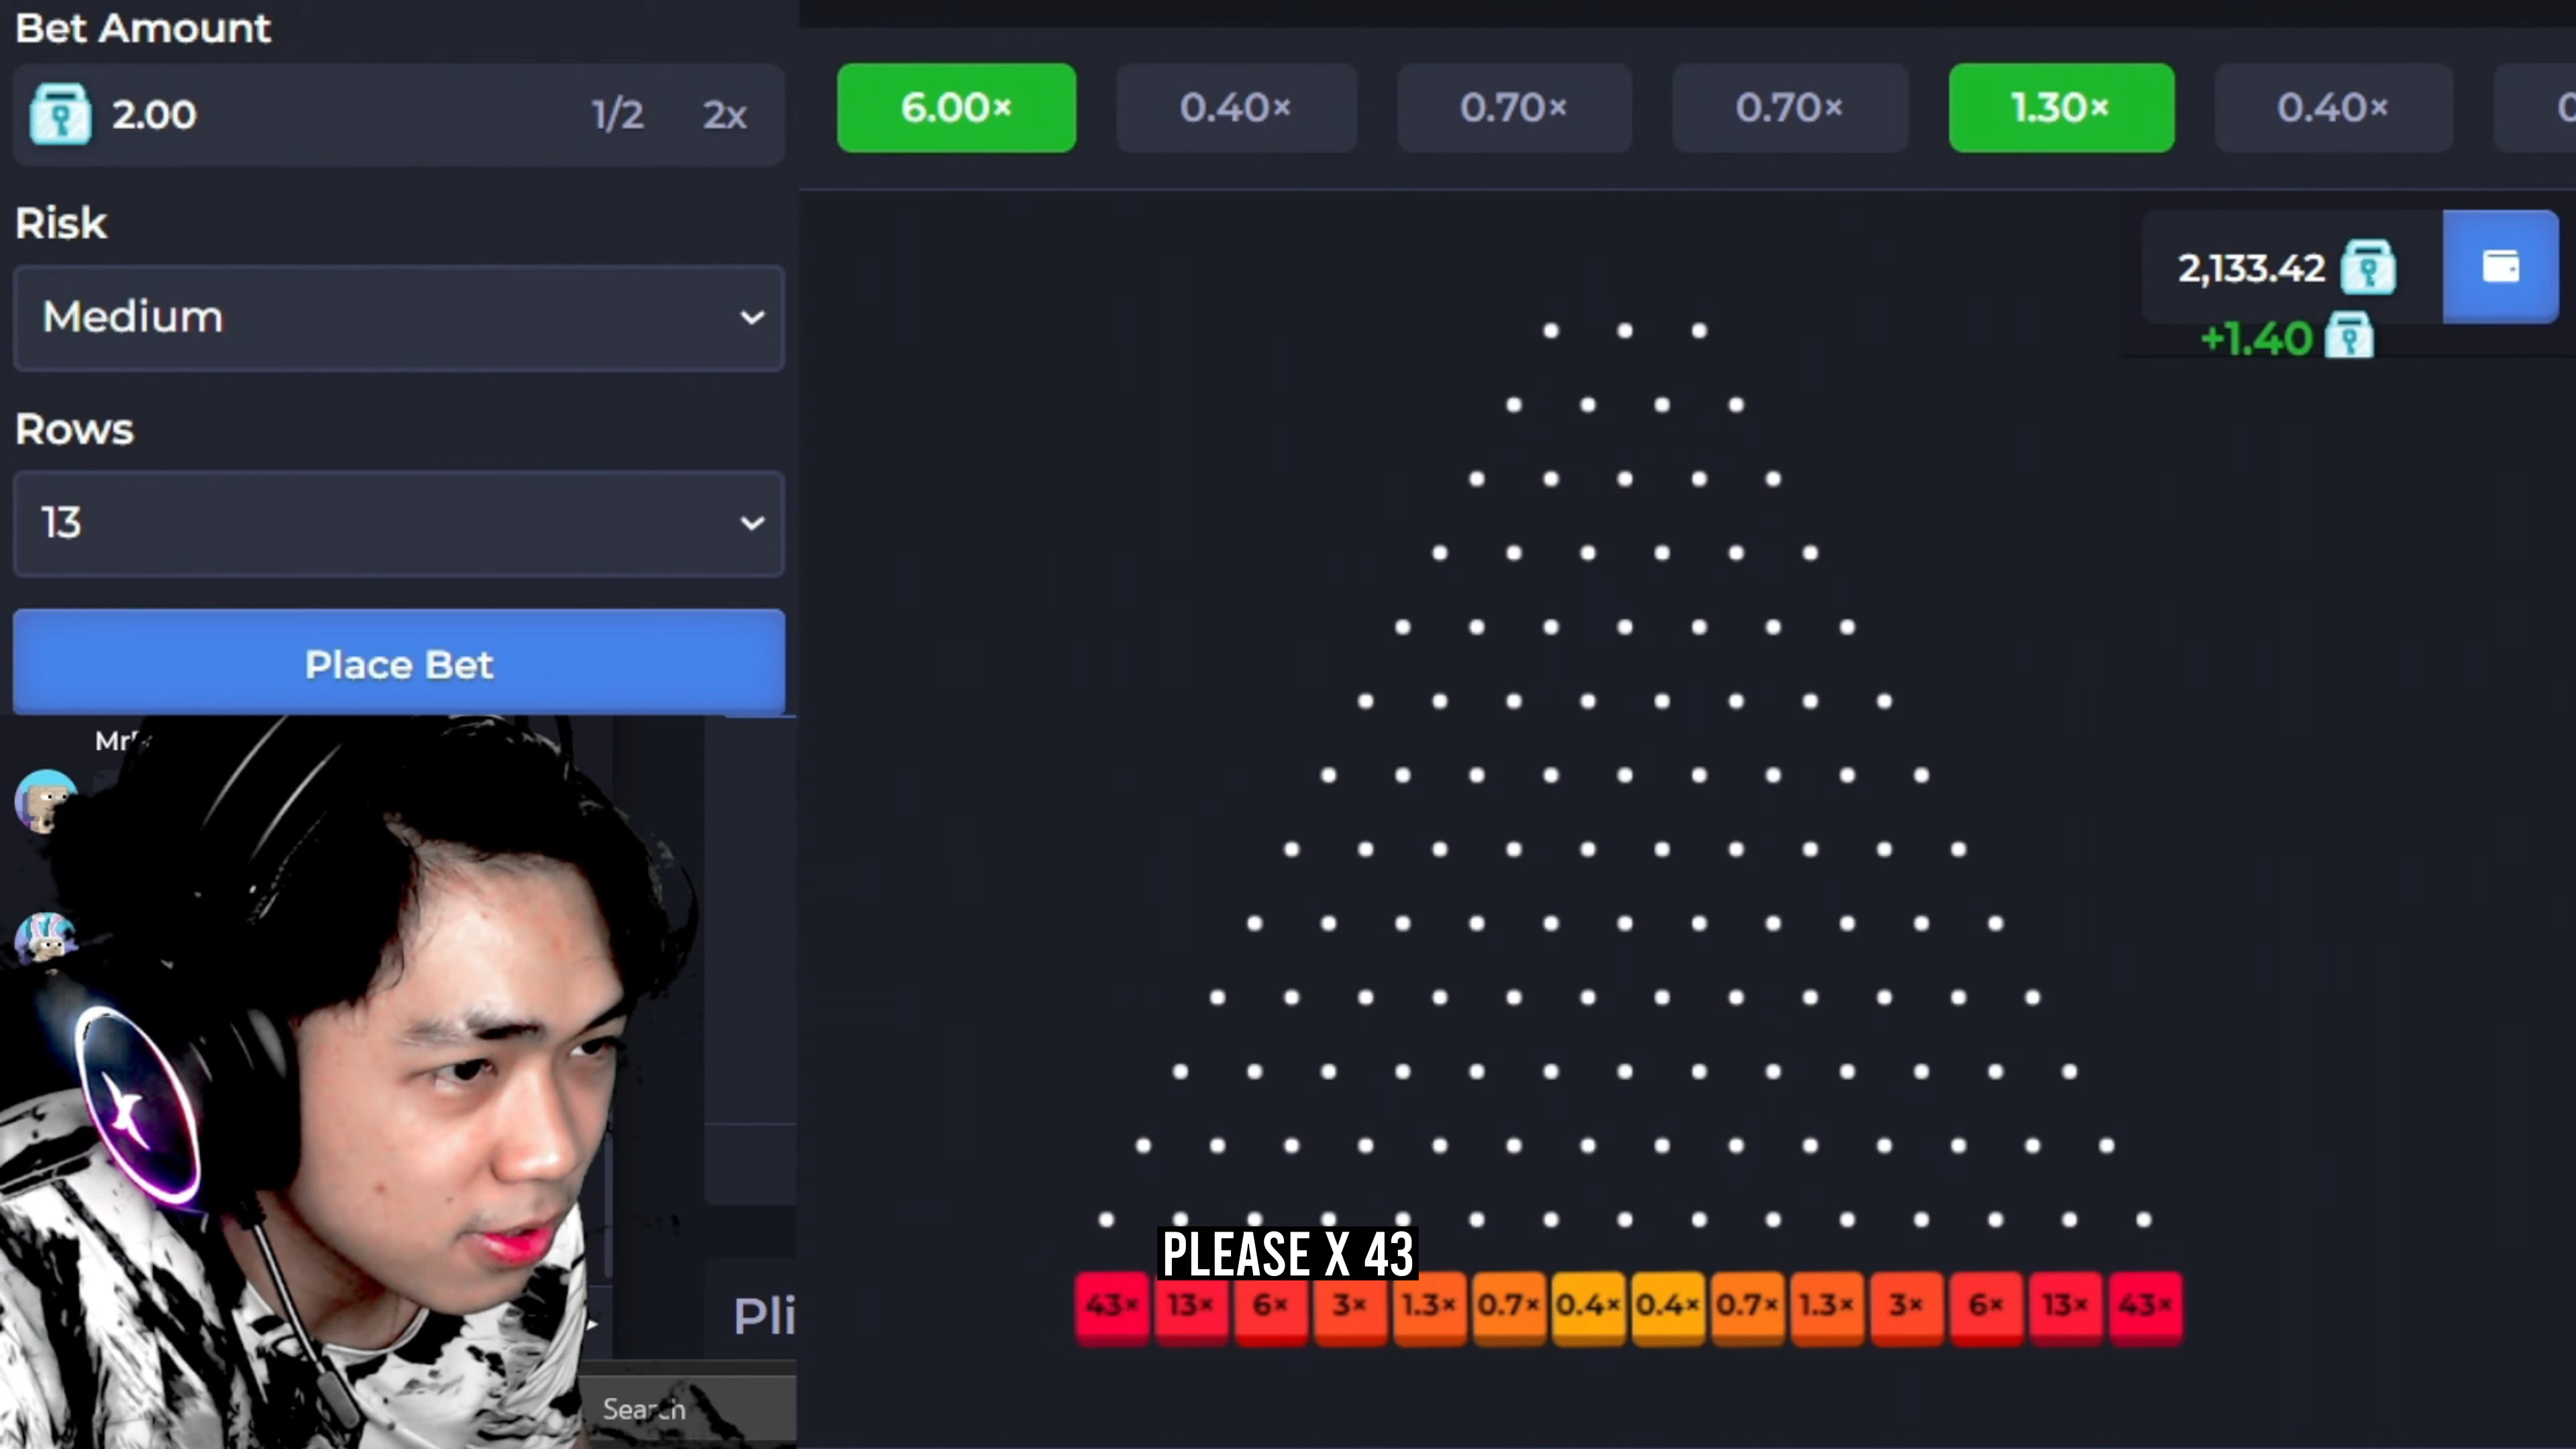 Bet Amount
2.00 1/2 2x
Risk
Medium
Rows
13
Place Bet
6.00× 0.40× 0.70× 0.70× 1.30× 0.40×
2,133.42
+1.40
PLEASE X 43
43× 13× 6× 3× 1.3× 0.7× 0.4× 0.4× 0.7× 1.3× 3× 6× 13× 43×
Pli
Search